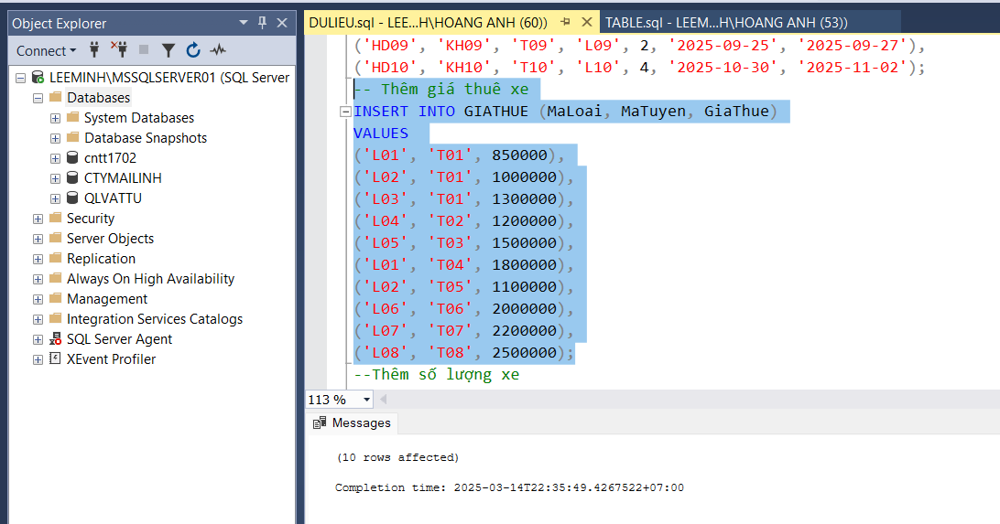 Object Explorer
Connect
LEEMINH\MSSQLSERVER01 (SQL Server
Databases
System Databases
Database Snapshots
cntt1702
CTYMAILINH
QLVATTU
Security
Server Objects
Replication
Always On High Availability
Management
Integration Services Catalogs
SQL Server Agent
XEvent Profiler
DULIEU.sql - LEE...H\HOANG ANH (60))
TABLE.sql - LEEM...H\HOANG ANH (53))
('HD09', 'KH09', 'T09', 'L09', 2, '2025-09-25', '2025-09-27'),
('HD10', 'KH10', 'T10', 'L10', 4, '2025-10-30', '2025-11-02');
-- Thêm giá thuê xe
INSERT INTO GIATHUE (MaLoai, MaTuyen, GiaThue)
VALUES
('L01', 'T01', 850000),
('L02', 'T01', 1000000),
('L03', 'T01', 1300000),
('L04', 'T02', 1200000),
('L05', 'T03', 1500000),
('L01', 'T04', 1800000),
('L02', 'T05', 1100000),
('L06', 'T06', 2000000),
('L07', 'T07', 2200000),
('L08', 'T08', 2500000);
--Thêm số lượng xe
113 %
Messages
(10 rows affected)
Completion time: 2025-03-14T22:35:49.4267522+07:00